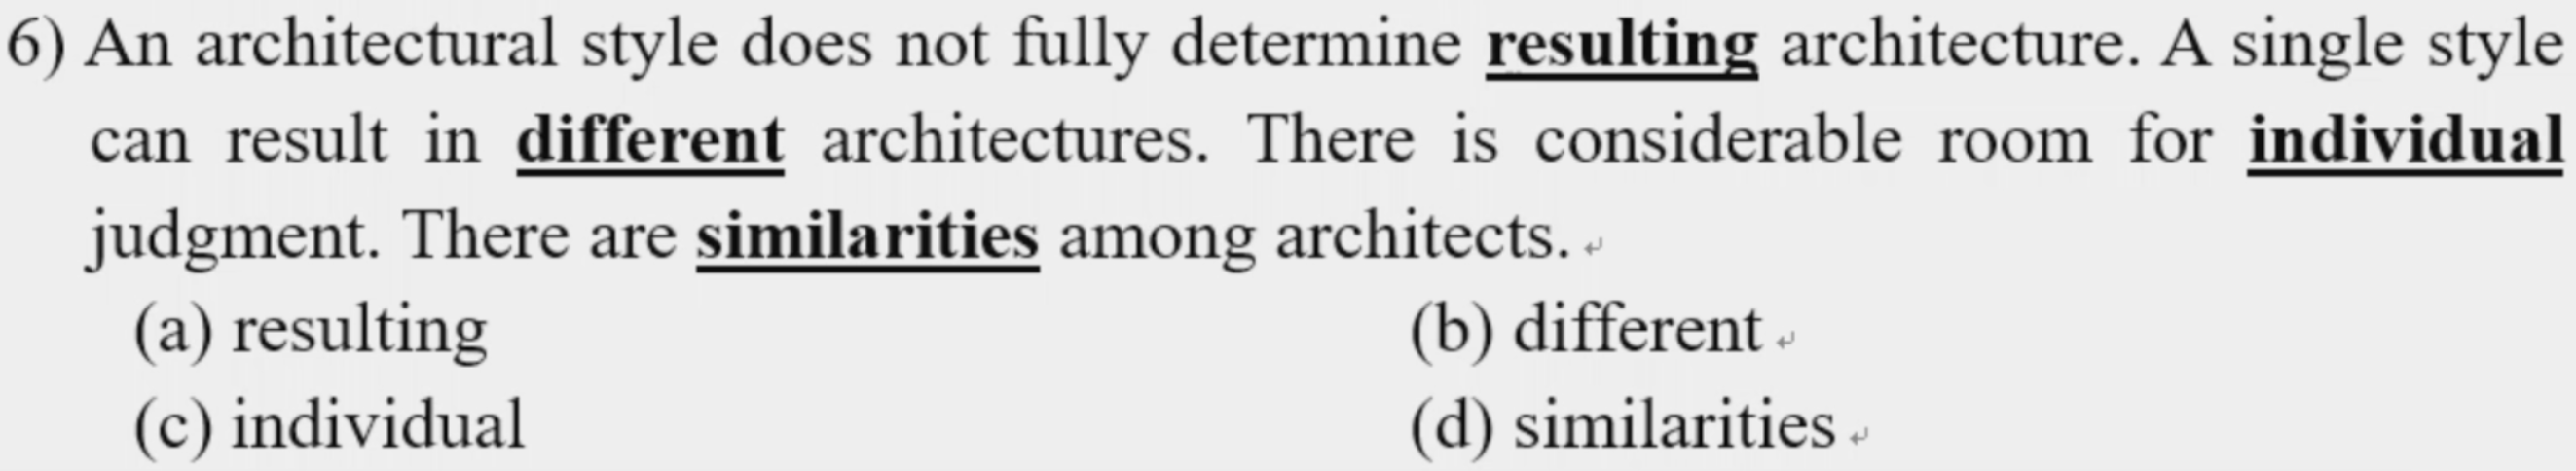 6) An architectural style does not fully determine resulting architecture. A single style
can result in different architectures. There is considerable room for individual
judgment. There are similarities among architects.
(a) resulting (b) different
(c) individual (d) similarities